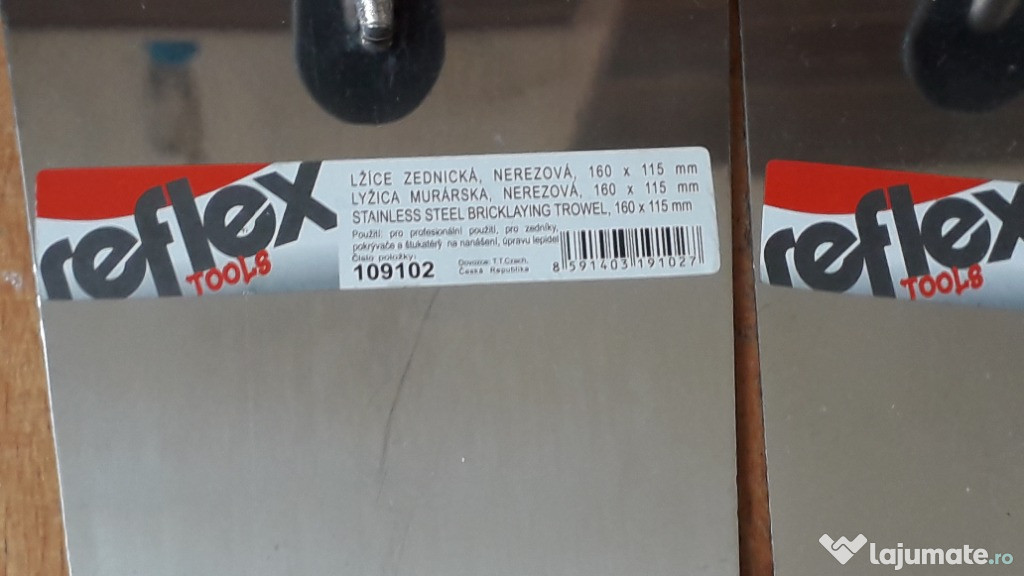 reflex
TOOLS
LŽÍCE ZEDNICKÁ, NEREZOVÁ, 160 x 115 mm
LYŽICA MURÁRSKA, NEREZOVÁ, 160 x 115 mm
STAINLESS STEEL BRICKLAYING TROWEL, 160 x 115 mm
Použití: pro profesionální použití, pro zedníky,
pokrývače a štukatéry na nanášení, úpravu lepidel
Číslo položky:
109102
Dovozce: T.T.Czech,
Česká Republika
8 591403 191027
reflex
TOOLS
lajumate.ro